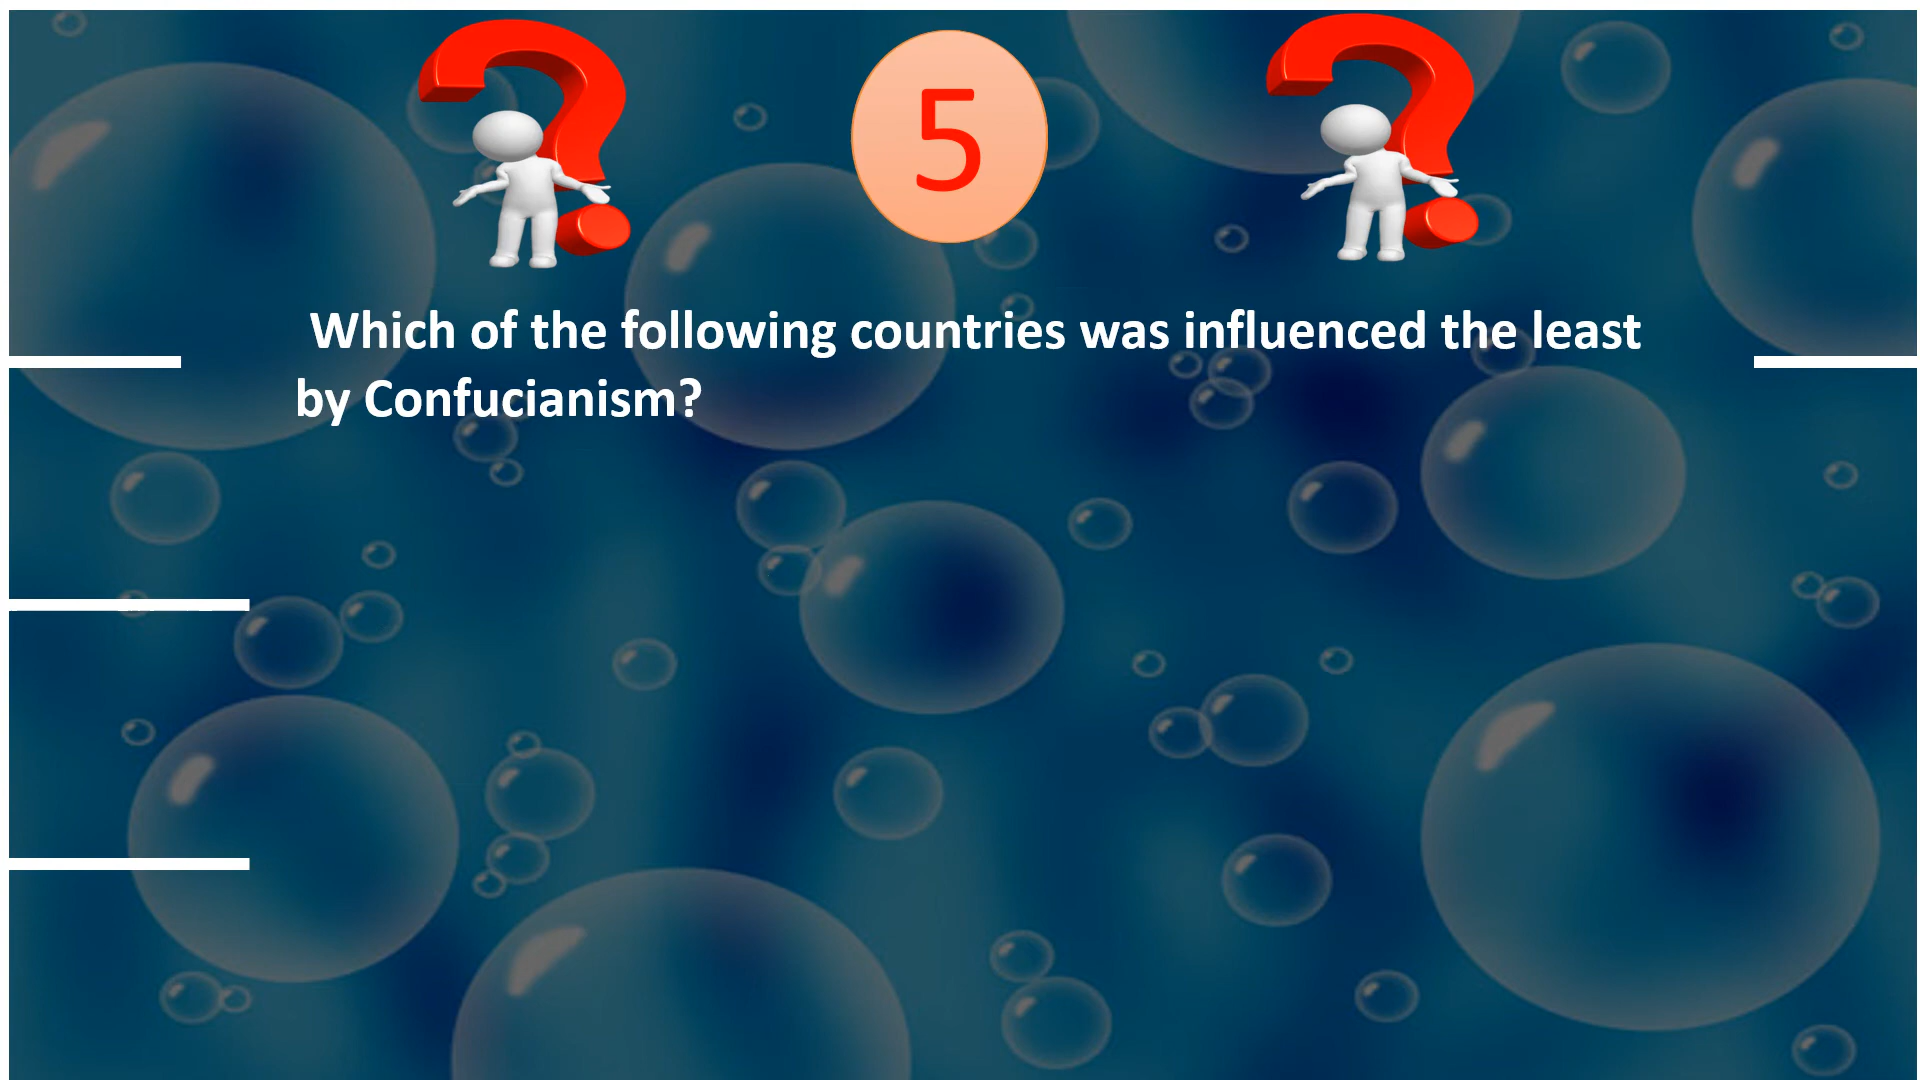 5
Which of the following countries was influenced the least
by Confucianism?